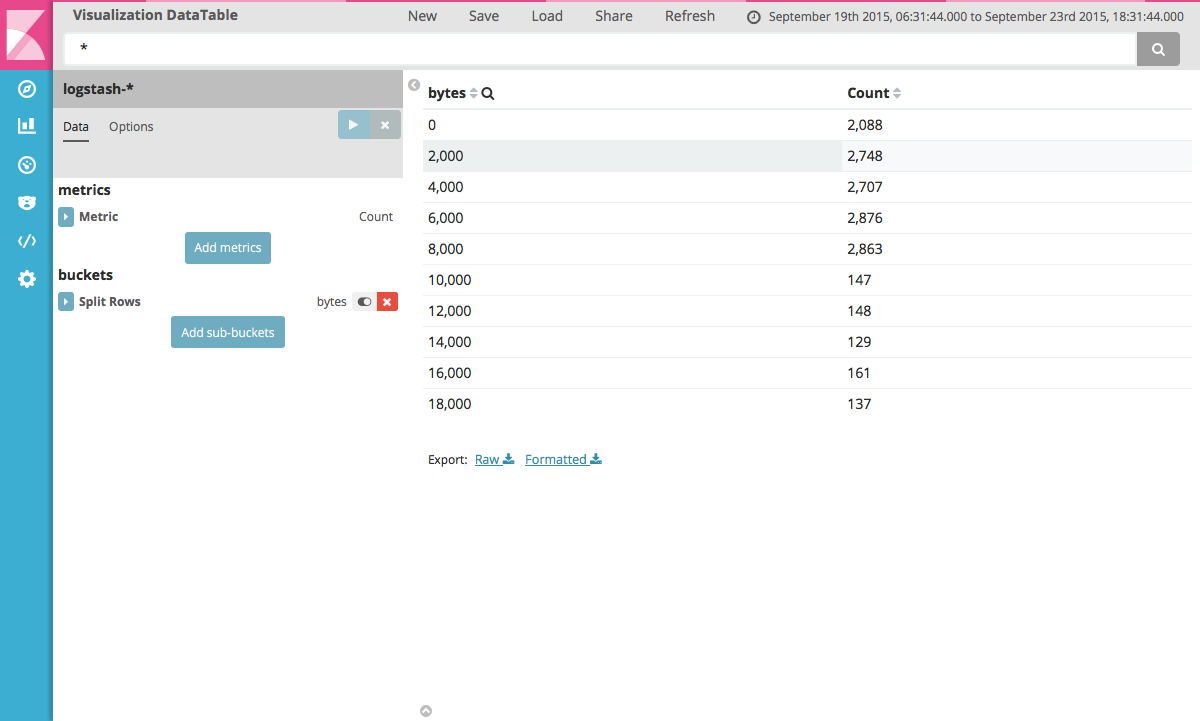 Visualization DataTable New Save Load Share Refresh September 19th 2015, 06:31:44.000 to September 23rd 2015, 18:31:44.000
*
logstash-*
Data Options
metrics
Metric Count
Add metrics
buckets
Split Rows bytes
Add sub-buckets
bytes Count
0 2,088
2,000 2,748
4,000 2,707
6,000 2,876
8,000 2,863
10,000 147
12,000 148
14,000 129
16,000 161
18,000 137
Export: Raw Formatted